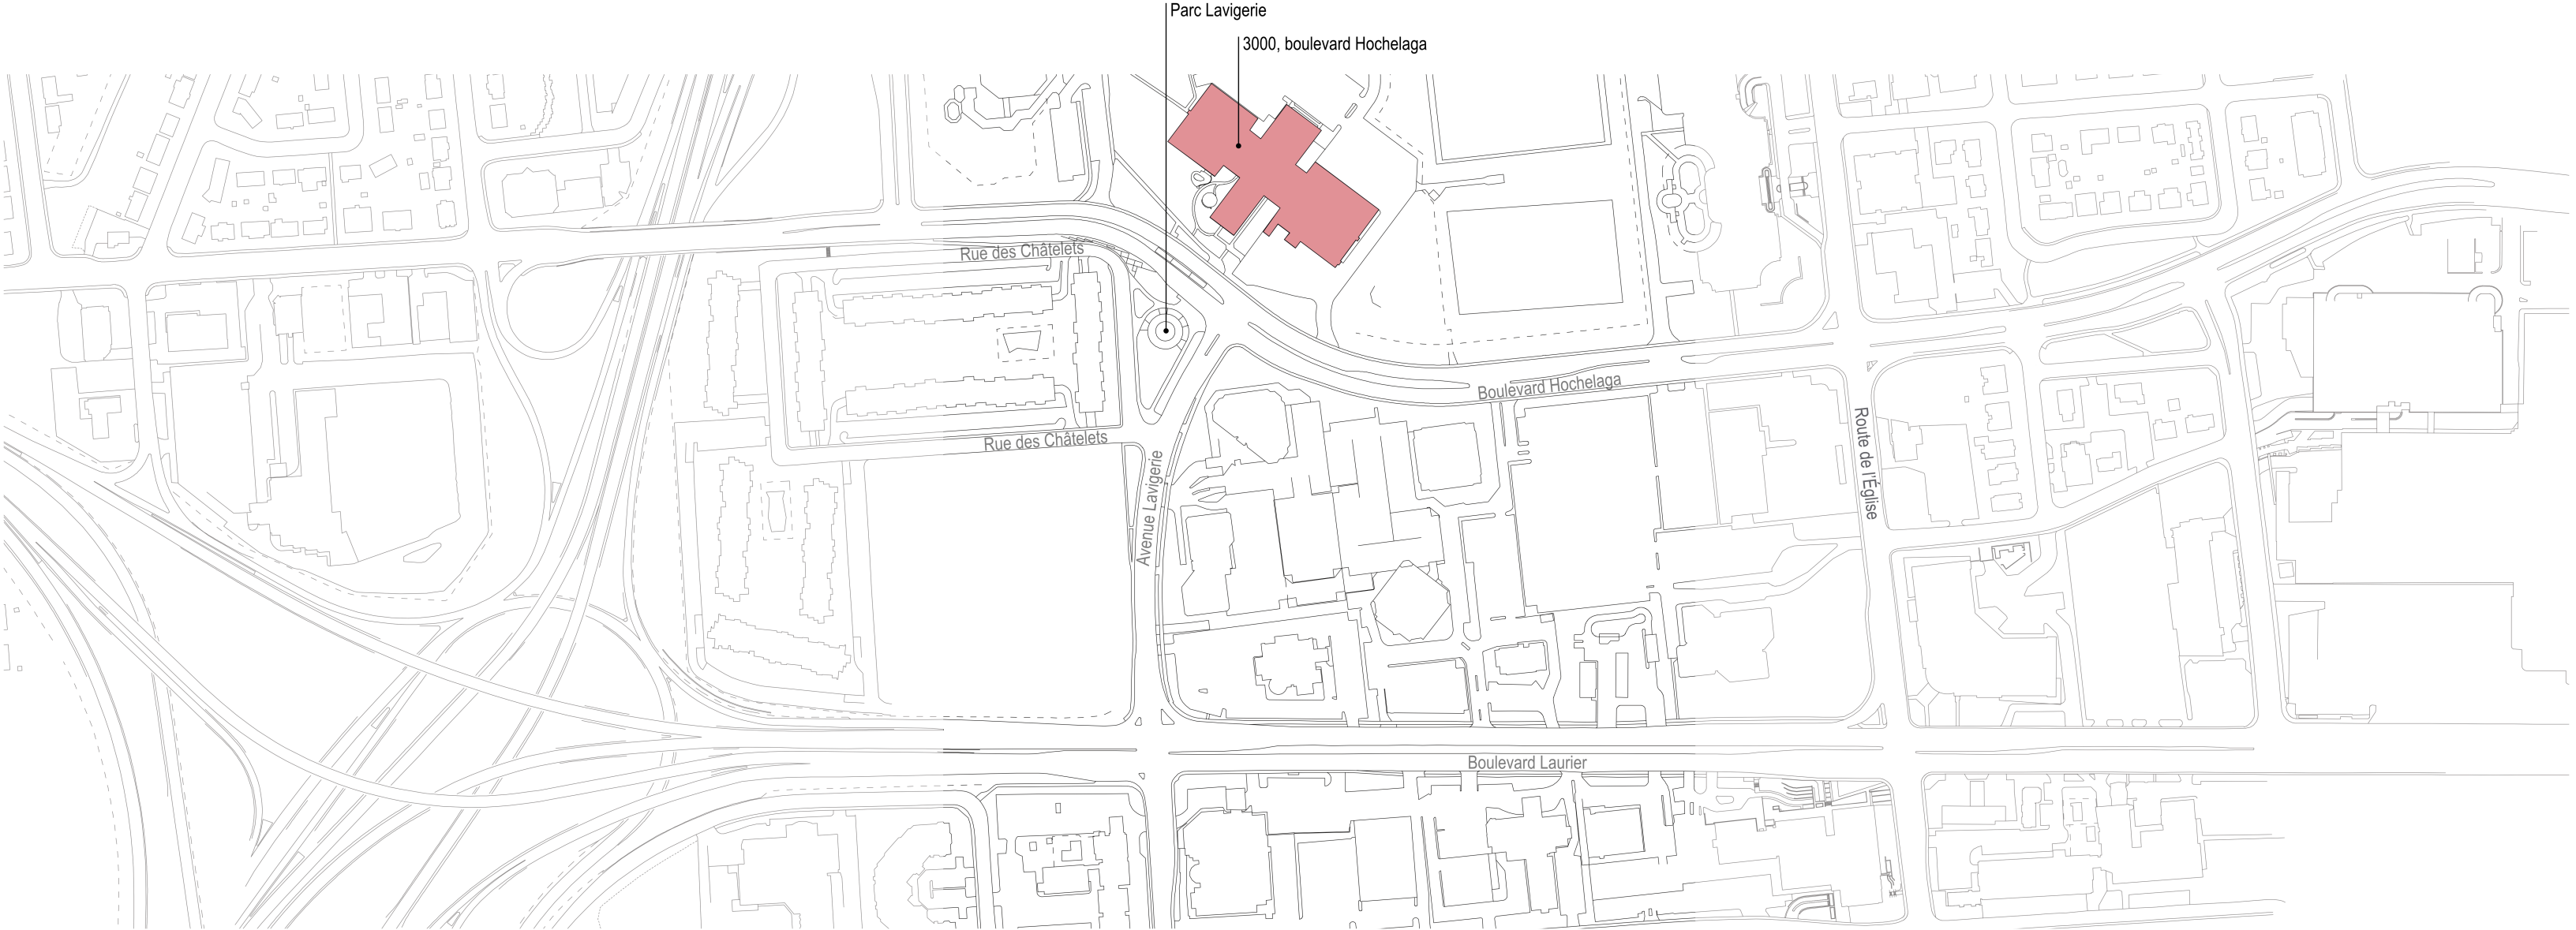 Parc Lavigerie
3000, boulevard Hochelaga
Rue des Châtelets
Boulevard Hochelaga
Rue des Châtelets
Avenue Lavigerie
Route de l'Église
Boulevard Laurier